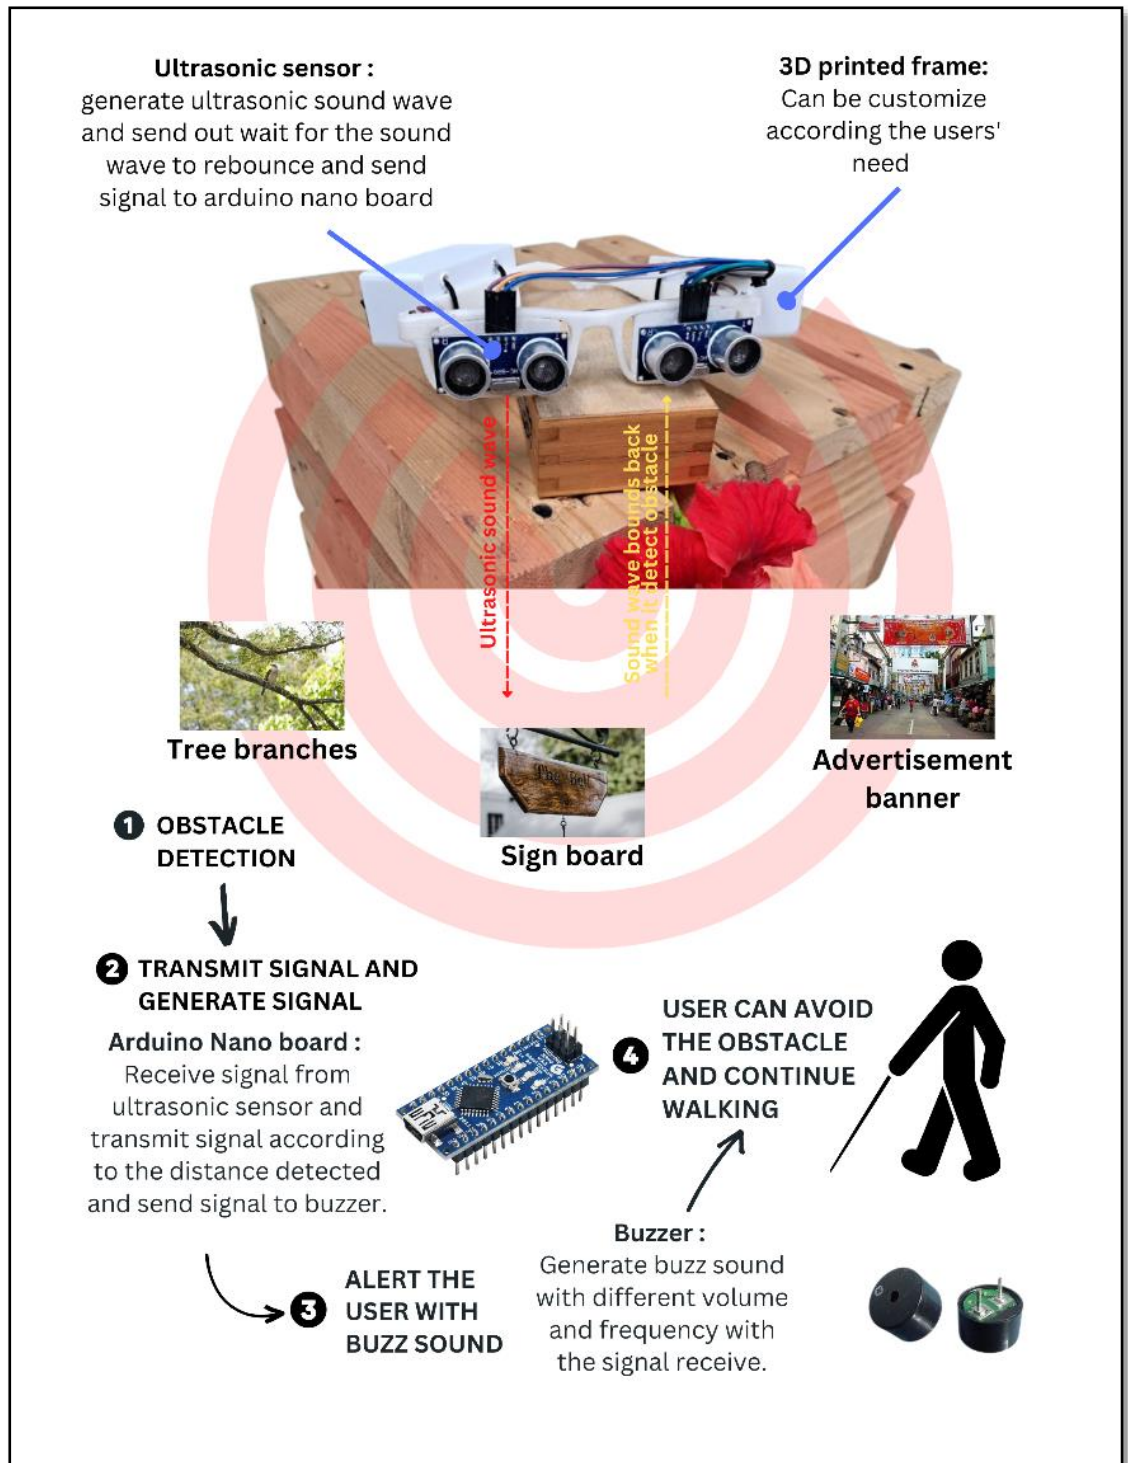 Ultrasonic sensor :
generate ultrasonic sound wave
and send out wait for the sound
wave to rebounce and send
signal to arduino nano board
3D printed frame:
Can be customize
according the users'
need
Ultrasonic sound wave
Sound wave bounds back
when it detect obstacle
Tree branches
Sign board
Advertisement
banner
1 OBSTACLE
DETECTION
2 TRANSMIT SIGNAL AND
GENERATE SIGNAL
Arduino Nano board :
Receive signal from
ultrasonic sensor and
transmit signal according
to the distance detected
and send signal to buzzer.
3 ALERT THE
USER WITH
BUZZ SOUND
Buzzer :
Generate buzz sound
with different volume
and frequency with
the signal receive.
4 USER CAN AVOID
THE OBSTACLE
AND CONTINUE
WALKING